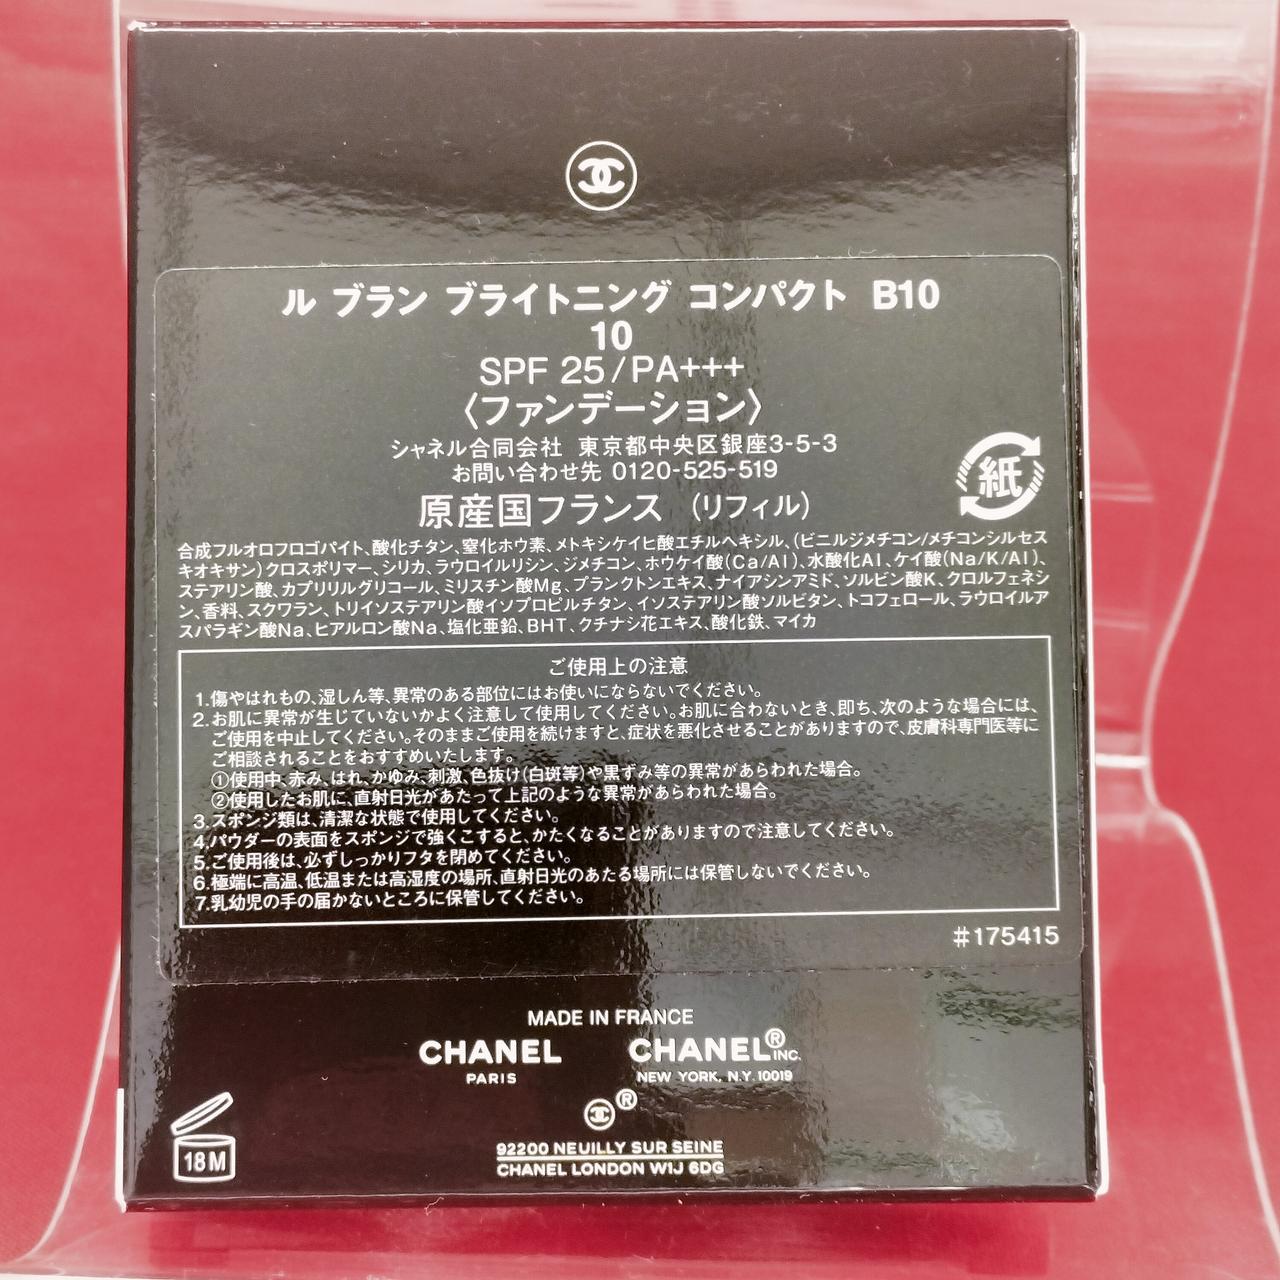 ル ブラン ブライトニング コンパクト B10
10
SPF 25/PA+++
〈ファンデーション〉
シャネル合同会社 東京都中央区銀座3-5-3
お問い合わせ先 0120-525-519
原産国フランス (リフィル)
紙
合成フルオロフロゴパイト、酸化チタン、窒化ホウ素、メトキシケイヒ酸エチルヘキシル、(ビニルジメチコン/メチコンシルセス
キオキサン)クロスポリマー、シリカ、ラウロイルリシン、ジメチコン、ホウケイ酸(Ca/Al)、水酸化Al、ケイ酸(Na/K/Al)、
ステアリン酸、カプリリルグリコール、ミリスチン酸Mg、プランクトンエキス、ナイアシンアミド、ソルビン酸K、クロルフェネシ
ン、香料、スクワラン、トリイソステアリン酸イソプロピルチタン、イソステアリン酸ソルビタン、トコフェロール、ラウロイルア
スパラギン酸Na、ヒアルロン酸Na、塩化亜鉛、BHT、クチナシ花エキス、酸化鉄、マイカ
ご使用上の注意
1.傷やはれもの、湿しん等、異常のある部位にはお使いにならないでください。
2.お肌に異常が生じていないかよく注意して使用してください。お肌に合わないとき、即ち、次のような場合には、
ご使用を中止してください。そのままご使用を続けますと、症状を悪化させることがありますので、皮膚科専門医等に
ご相談されることをおすすめいたします。
①使用中、赤み、はれ、かゆみ、刺激、色抜け(白斑等)や黒ずみ等の異常があらわれた場合。
②使用したお肌に、直射日光があたって上記のような異常があらわれた場合。
3.スポンジ類は、清潔な状態で使用してください。
4.パウダーの表面をスポンジで強くこすると、かたくなることがありますので注意してください。
5.ご使用後は、必ずしっかりフタを閉めてください。
6.極端に高温、低温または高湿度の場所、直射日光のあたる場所には保管しないでください。
7.乳幼児の手の届かないところに保管してください。
#175415
MADE IN FRANCE
CHANEL CHANEL® INC.
PARIS NEW YORK, N.Y. 10019
®
18M
92200 NEUILLY SUR SEINE
CHANEL LONDON W1J 6DG